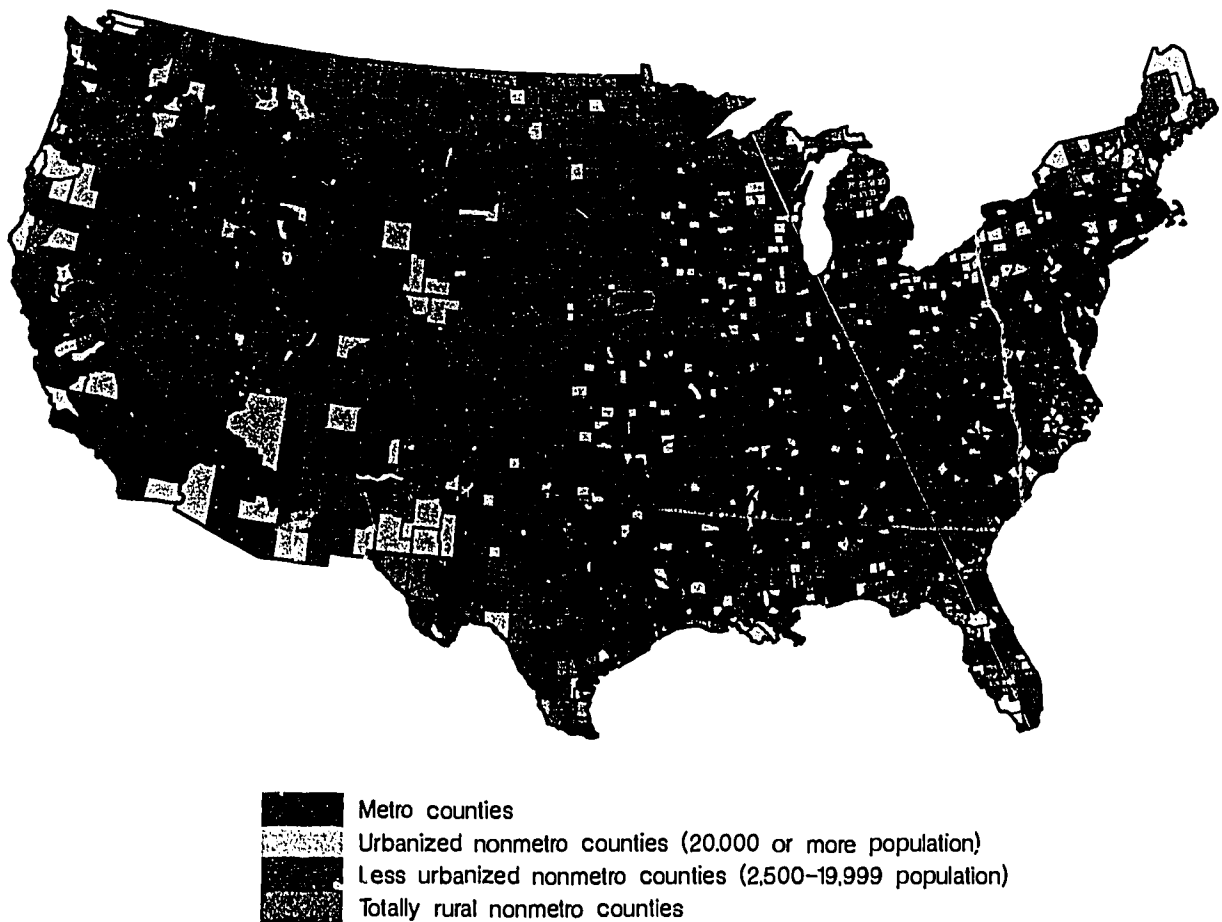 Metro counties
Urbanized nonmetro counties (20.000 or more population)
Less urbanized nonmetro counties (2,500-19,999 population)
Totally rural nonmetro counties